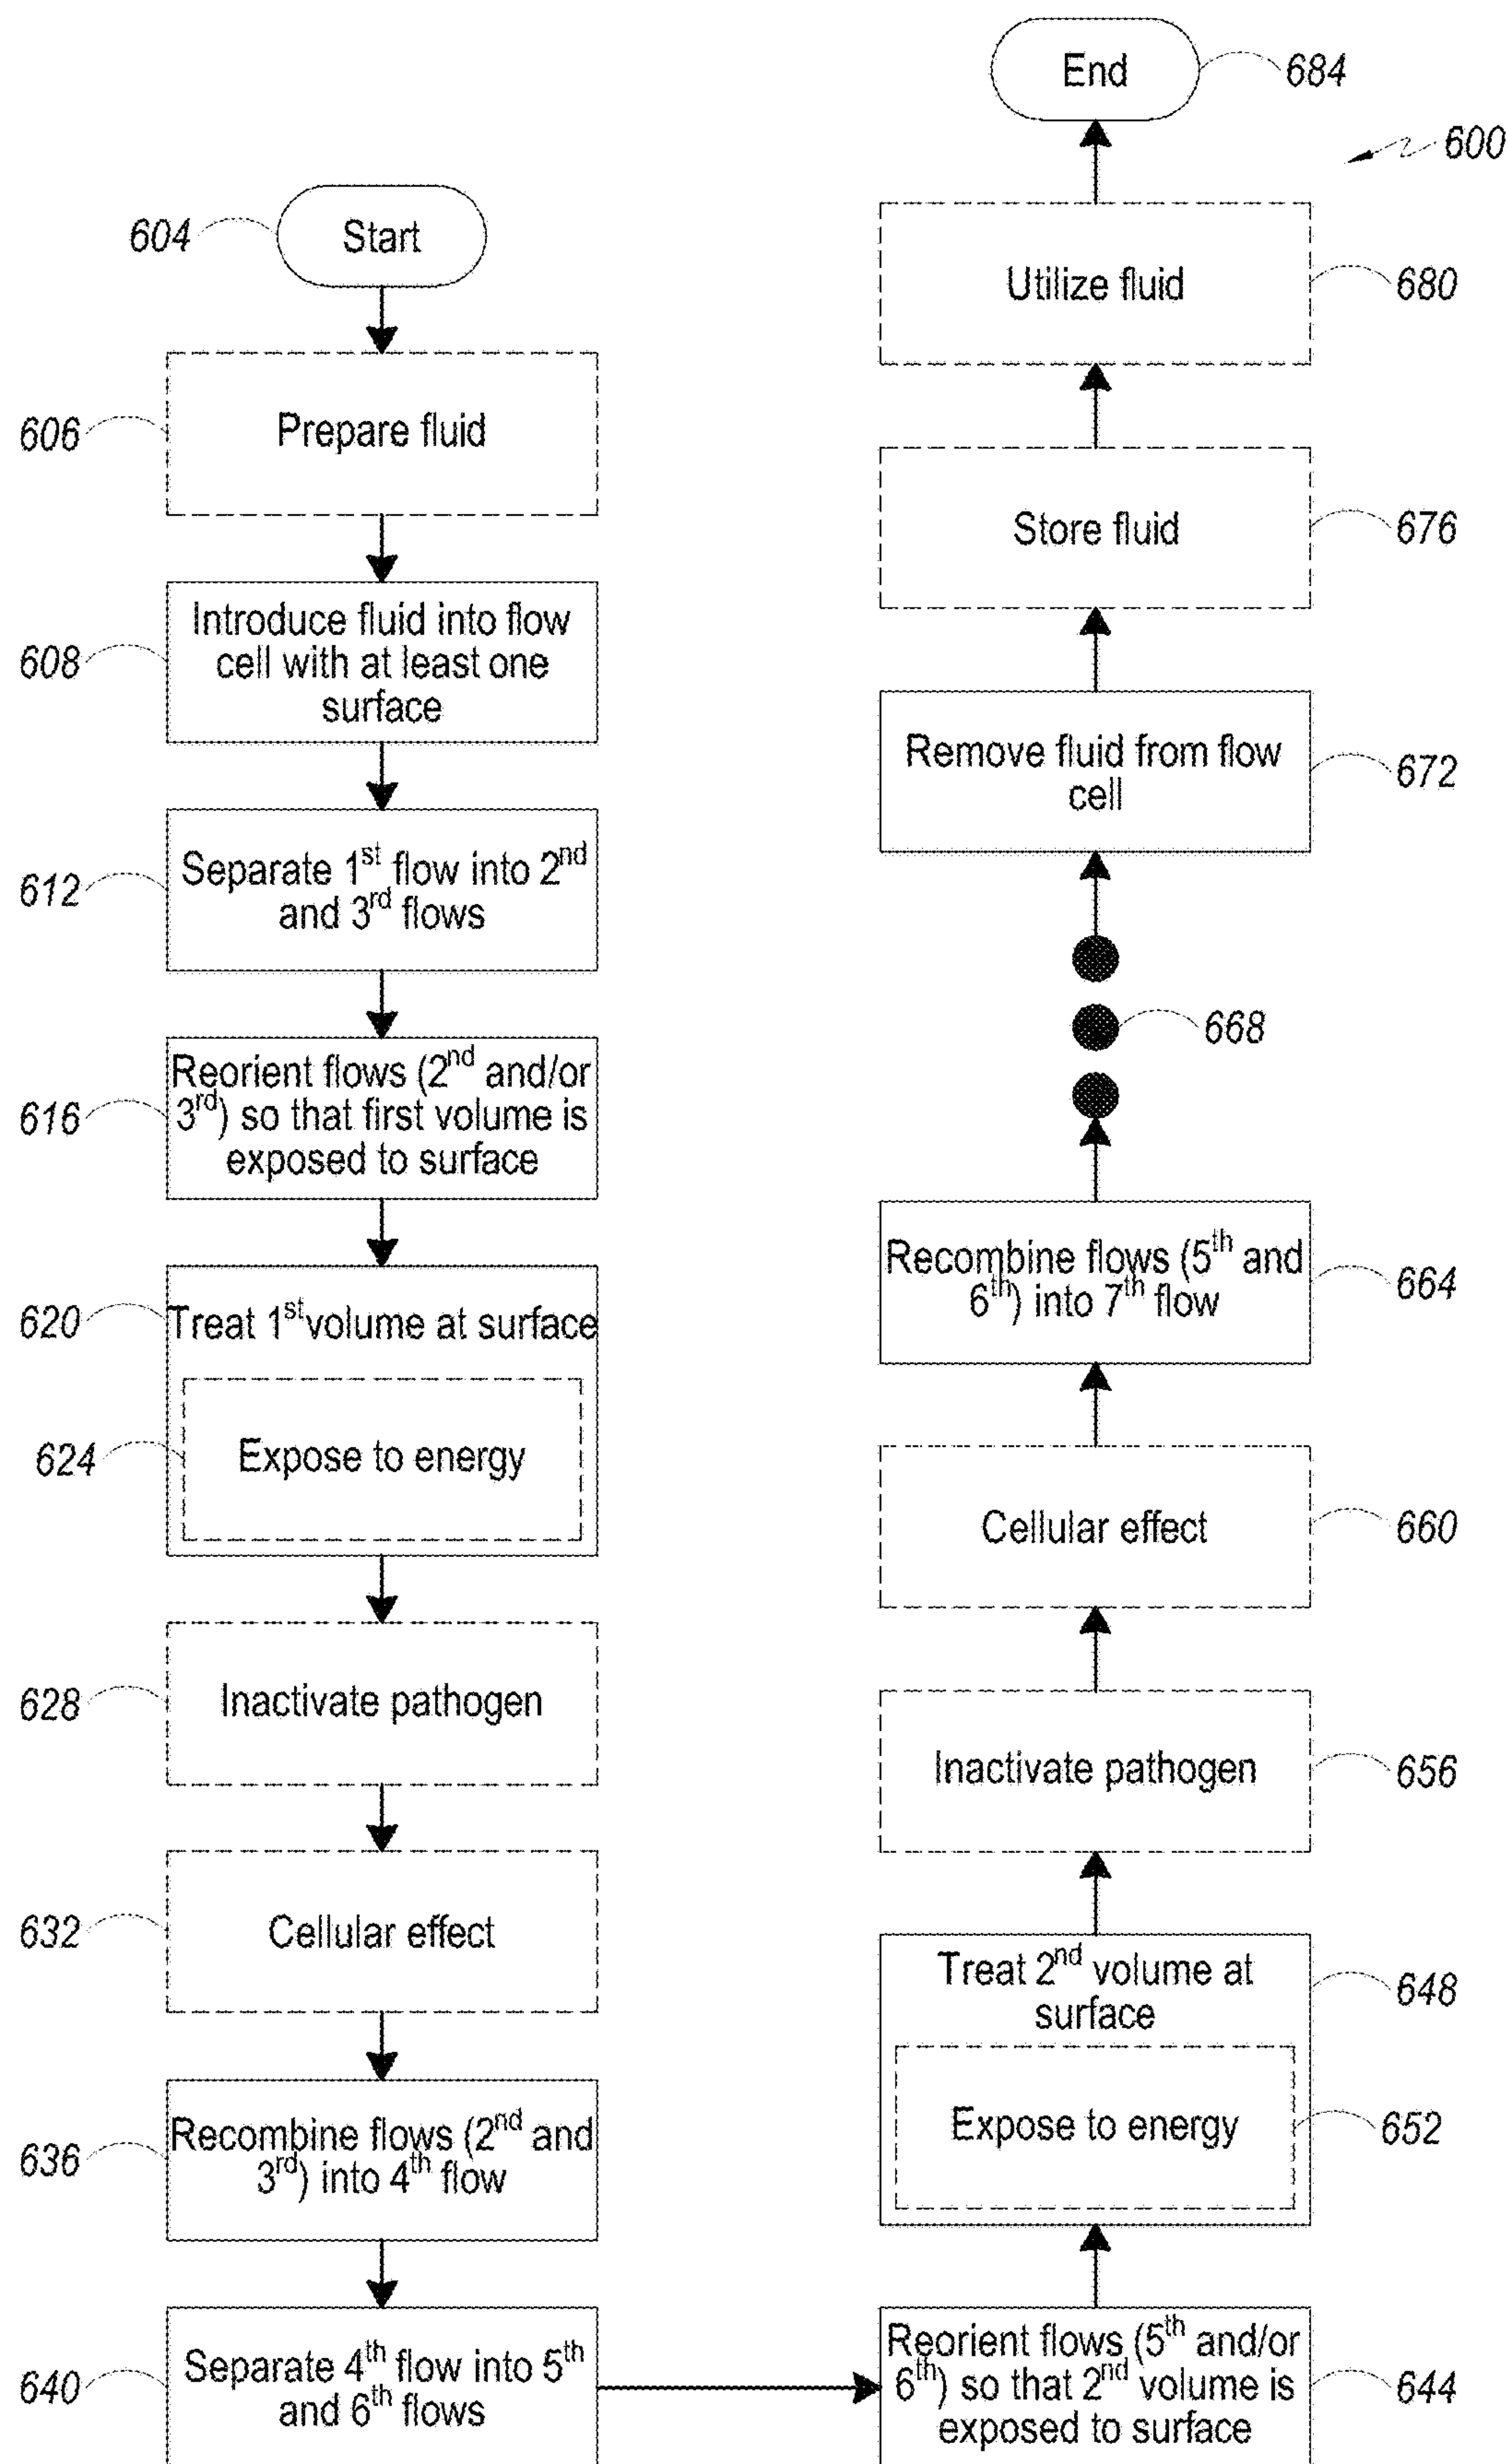 600
604
Start
606
Prepare fluid
608
Introduce fluid into flow
cell with at least one
surface
612
Separate 1st flow into 2nd
and 3rd flows
616
Reorient flows (2nd and/or
3rd) so that first volume is
exposed to surface
620
Treat 1st volume at surface
624
Expose to energy
628
Inactivate pathogen
632
Cellular effect
636
Recombine flows (2nd and
3rd) into 4th flow
640
Separate 4th flow into 5th
and 6th flows
Reorient flows (5th and/or
6th) so that 2nd volume is
exposed to surface
644
Treat 2nd volume at
surface
648
Expose to energy
652
Inactivate pathogen
656
Cellular effect
660
Recombine flows (5th and
6th) into 7th flow
664
668
Remove fluid from flow
cell
672
Store fluid
676
Utilize fluid
680
End
684